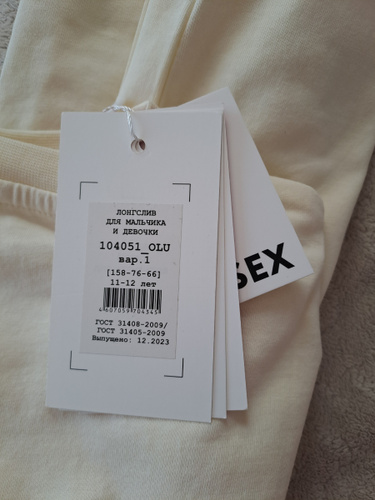 ЛОНГСЛИВ
ДЛЯ МАЛЬЧИКА
И ДЕВОЧКИ
104051_OLU
вар.1
[158-76-66]
11-12 лет
4607059704345
ГОСТ 31408-2009/
ГОСТ 31405-2009
Выпущено: 12.2023
SEX